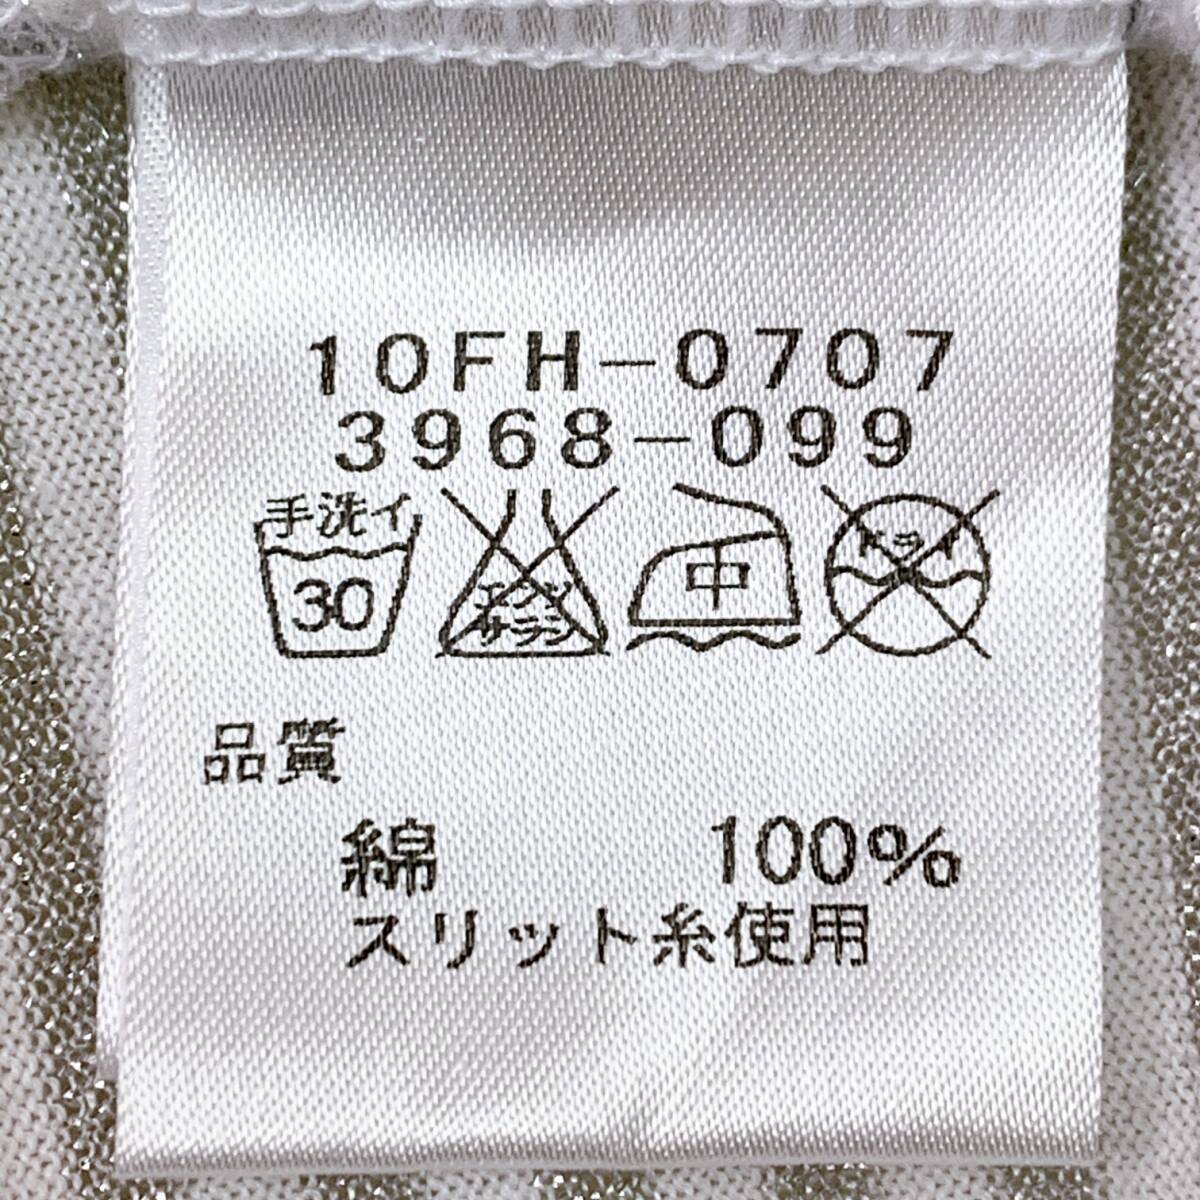 10FH-0707
3968-099
手洗イ 30 エンソ サラシ 中 ドライ
品質
綿 100%
スリット糸使用